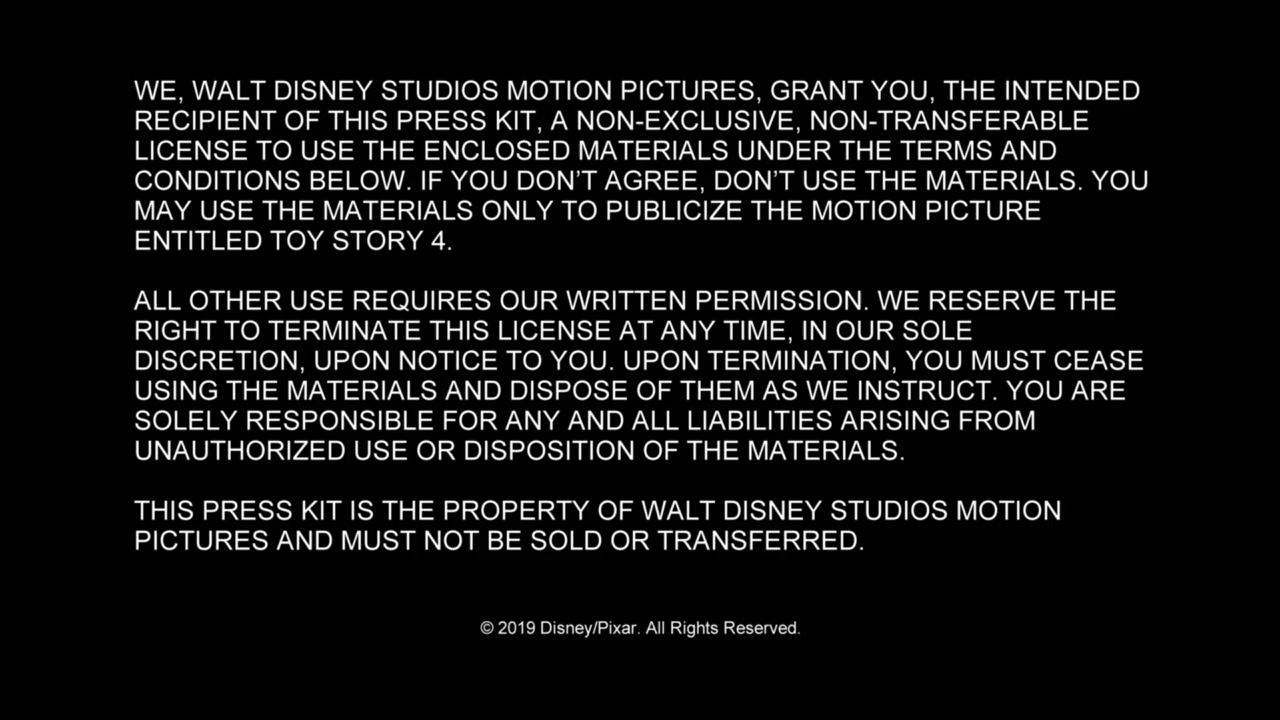 WE, WALT DISNEY STUDIOS MOTION PICTURES, GRANT YOU, THE INTENDED
RECIPIENT OF THIS PRESS KIT, A NON-EXCLUSIVE, NON-TRANSFERABLE
LICENSE TO USE THE ENCLOSED MATERIALS UNDER THE TERMS AND
CONDITIONS BELOW. IF YOU DON’T AGREE, DON’T USE THE MATERIALS. YOU
MAY USE THE MATERIALS ONLY TO PUBLICIZE THE MOTION PICTURE
ENTITLED TOY STORY 4.
ALL OTHER USE REQUIRES OUR WRITTEN PERMISSION. WE RESERVE THE
RIGHT TO TERMINATE THIS LICENSE AT ANY TIME, IN OUR SOLE
DISCRETION, UPON NOTICE TO YOU. UPON TERMINATION, YOU MUST CEASE
USING THE MATERIALS AND DISPOSE OF THEM AS WE INSTRUCT. YOU ARE
SOLELY RESPONSIBLE FOR ANY AND ALL LIABILITIES ARISING FROM
UNAUTHORIZED USE OR DISPOSITION OF THE MATERIALS.
THIS PRESS KIT IS THE PROPERTY OF WALT DISNEY STUDIOS MOTION
PICTURES AND MUST NOT BE SOLD OR TRANSFERRED.
© 2019 Disney/Pixar. All Rights Reserved.